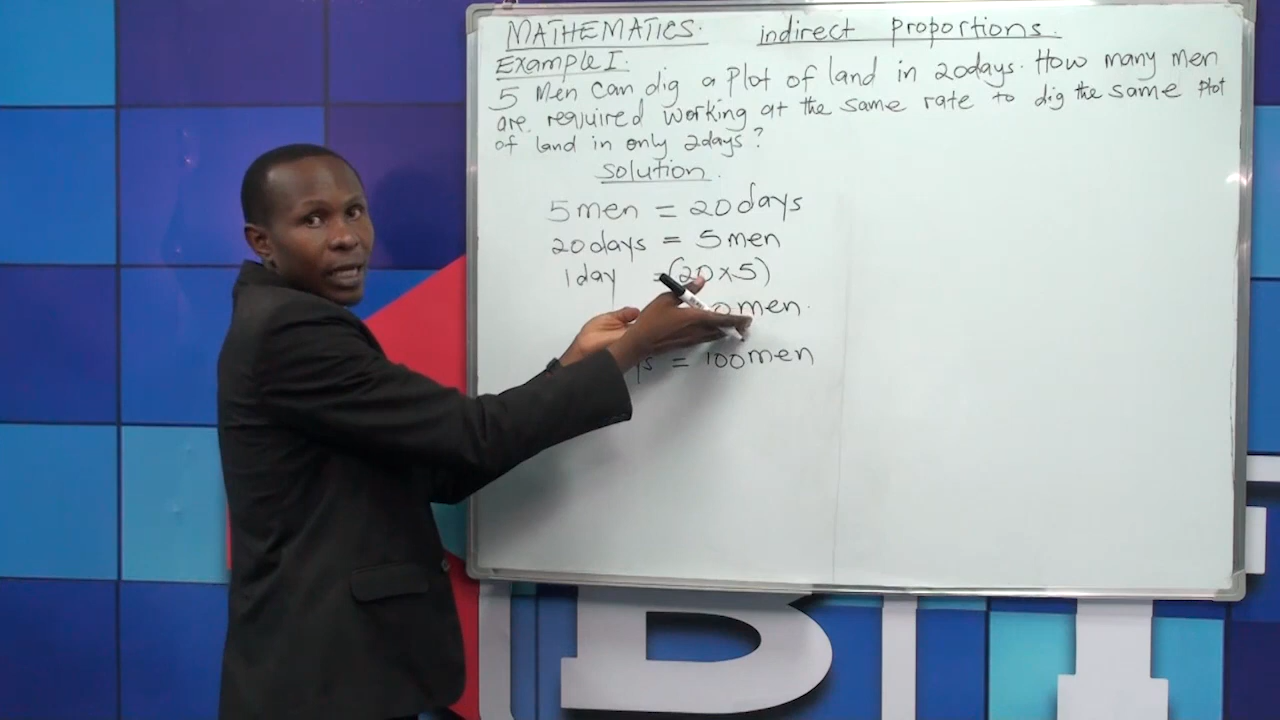 MATHEMATICS. indirect proportions.
Example I.
5 Men can dig a plot of land in 20days. How many men
are required working at the same rate to dig the same plot
of land in only 2days?
solution.
5men = 20days
20days = 5men
1day =(20x5)
men.
= 100men
B